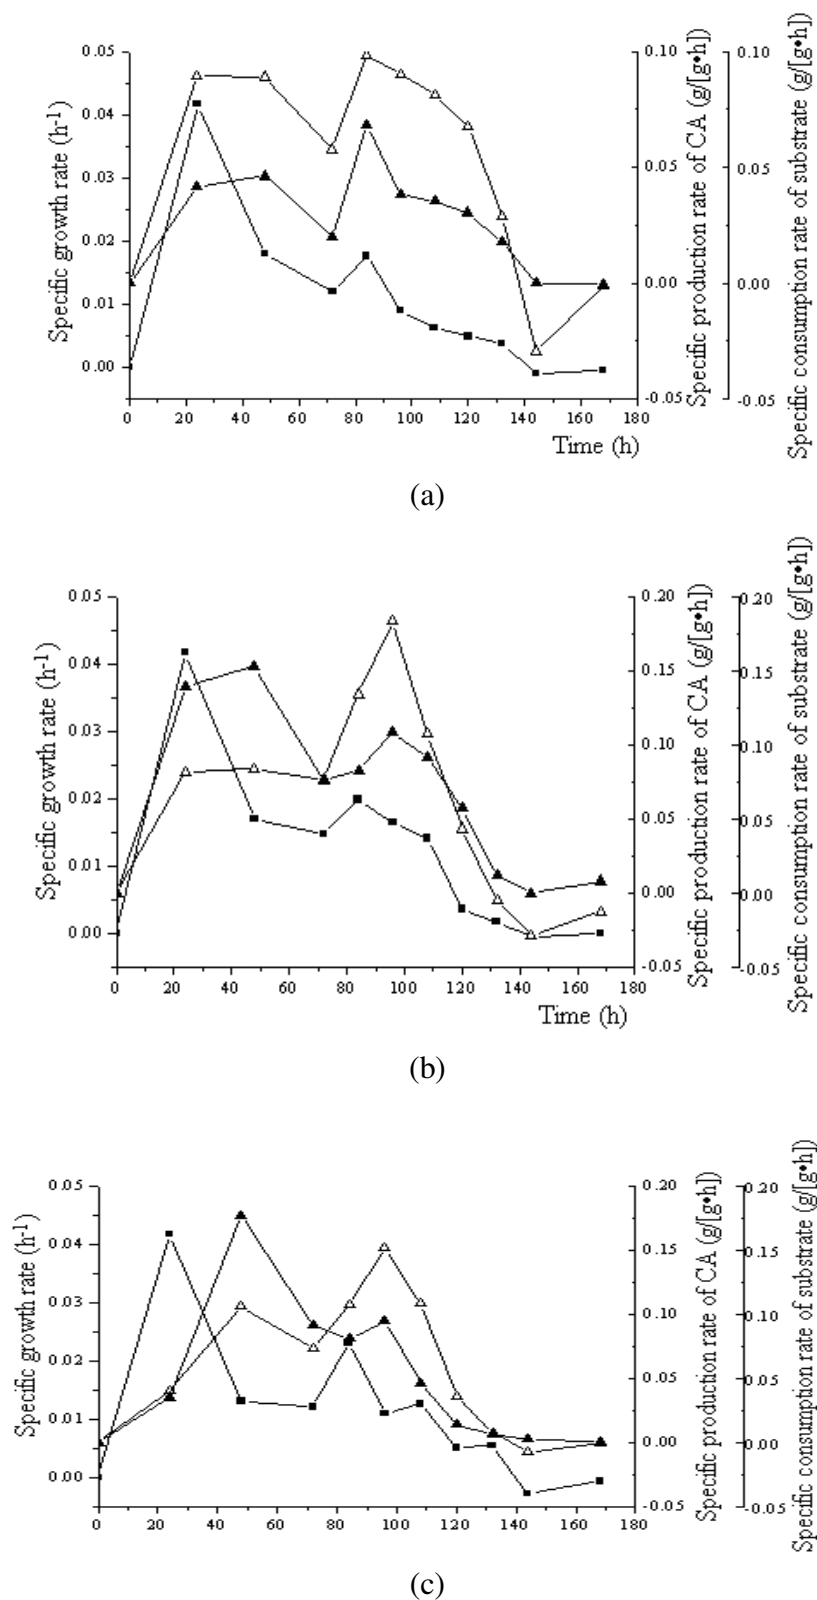 Specific growth rate (h-1)
0.05
0.04
0.03
0.02
0.01
0.00
0 20 40 60 80 100 120 140 160 180
Time (h)
0.10
0.05
0.00
-0.05
Specific production rate of CA (g/[g•h])
0.10
0.05
0.00
-0.05
Specific consumption rate of substrate (g/[g•h])
(a)
Specific growth rate (h-1)
0.05
0.04
0.03
0.02
0.01
0.00
0 20 40 60 80 100 120 140 160 180
Time (h)
0.20
0.15
0.10
0.05
0.00
-0.05
Specific production rate of CA (g/[g•h])
0.20
0.15
0.10
0.05
0.00
-0.05
Specific consumption rate of substrate (g/[g•h])
(b)
Specific growth rate (h-1)
0.05
0.04
0.03
0.02
0.01
0.00
0 20 40 60 80 100 120 140 160 180
0.20
0.15
0.10
0.05
0.00
-0.05
Specific production rate of CA (g/[g•h])
0.20
0.15
0.10
0.05
0.00
-0.05
Specific consumption rate of substrate (g/[g•h])
(c)